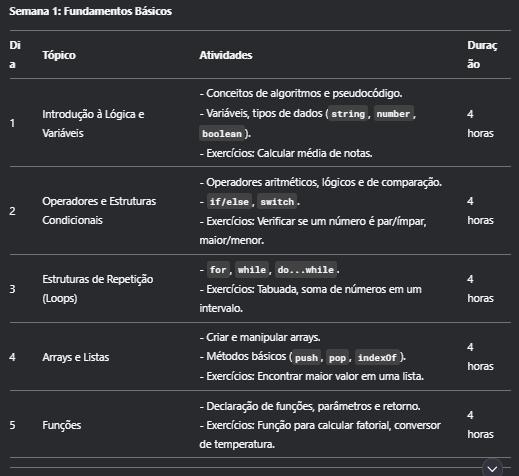 Semana 1: Fundamentos Básicos
Di
a
Tópico
Atividades
Duraç
ão
1
Introdução à Lógica e
Variáveis
- Conceitos de algoritmos e pseudocódigo.
- Variáveis, tipos de dados (string, number,
boolean).
- Exercícios: Calcular média de notas.
4
horas
2
Operadores e Estruturas
Condicionais
- Operadores aritméticos, lógicos e de comparação.
- if/else, switch.
- Exercícios: Verificar se um número é par/ímpar,
maior/menor.
4
horas
3
Estruturas de Repetição
(Loops)
- for, while, do...while.
- Exercícios: Tabuada, soma de números em um
intervalo.
4
horas
4
Arrays e Listas
- Criar e manipular arrays.
- Métodos básicos (push, pop, indexOf).
- Exercícios: Encontrar maior valor em uma lista.
4
horas
5
Funções
- Declaração de funções, parâmetros e retorno.
- Exercícios: Função para calcular fatorial, conversor
de temperatura.
4
horas